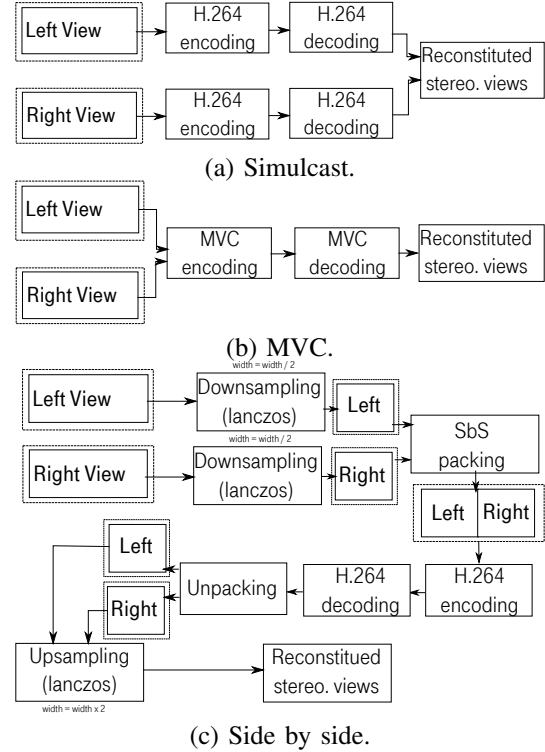 Left View
H.264
encoding
H.264
decoding
Reconstituted
stereo. views
Right View
H.264
encoding
H.264
decoding
(a) Simulcast.
Left View
MVC
encoding
MVC
decoding
Reconstituted
stereo. views
Right View
(b) MVC.
width = width / 2
Left View
Downsampling
(lanczos)
Left
SbS
packing
width = width / 2
Right View
Downsampling
(lanczos)
Right
Left
Right
Left
Right
Unpacking
H.264
decoding
H.264
encoding
Upsampling
(lanczos)
Reconstitued
stereo. views
width = width x 2
(c) Side by side.